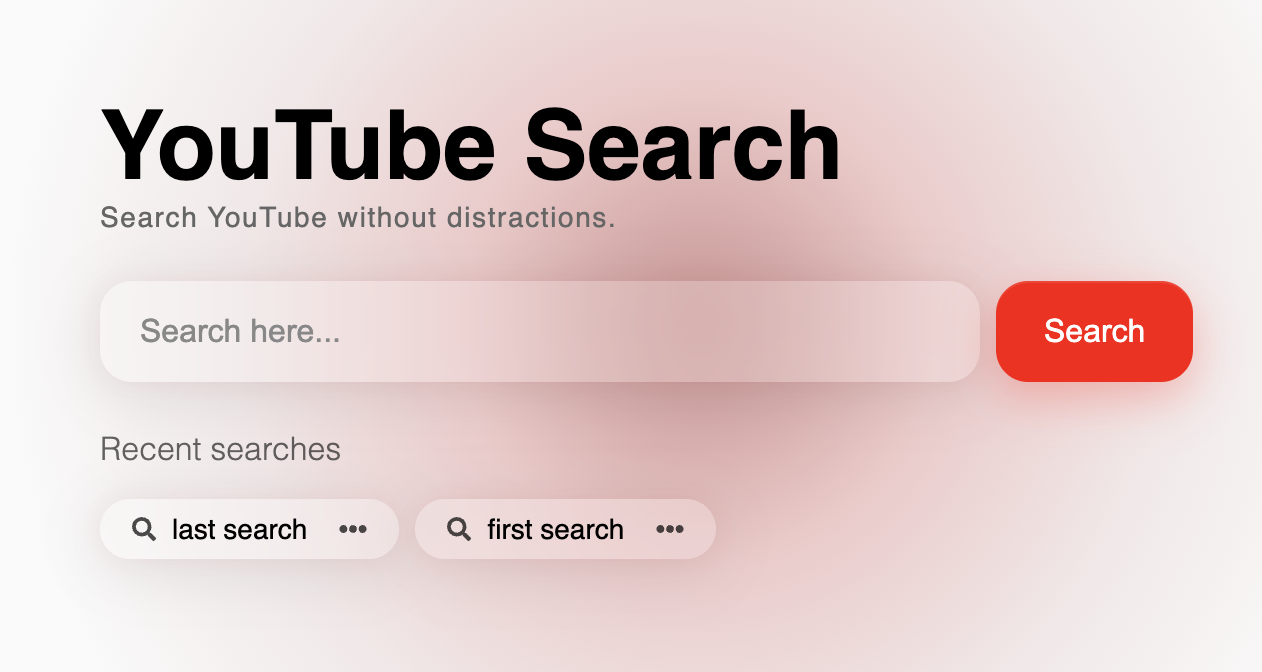 YouTube Search
Search YouTube without distractions.
Search here...
Search
Recent searches
last search
first search